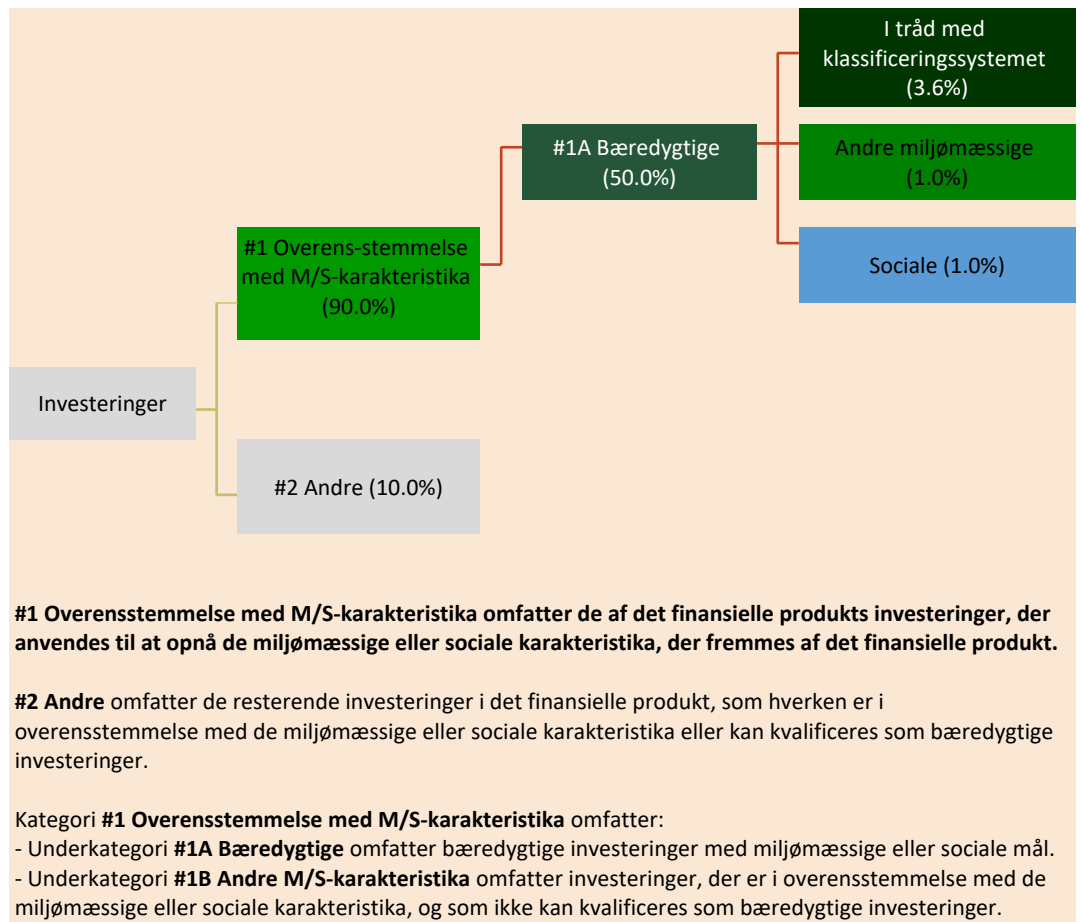 I tråd med
klassificeringssystemet
(3.6%)
#1A Bæredygtige
(50.0%)
Andre miljømæssige
(1.0%)
#1 Overens-stemmelse
med M/S-karakteristika
(90.0%)
Sociale (1.0%)
Investeringer
#2 Andre (10.0%)
#1 Overensstemmelse med M/S-karakteristika omfatter de af det finansielle produkts investeringer, der
anvendes til at opnå de miljømæssige eller sociale karakteristika, der fremmes af det finansielle produkt.
#2 Andre omfatter de resterende investeringer i det finansielle produkt, som hverken er i
overensstemmelse med de miljømæssige eller sociale karakteristika eller kan kvalificeres som bæredygtige
investeringer.
Kategori #1 Overensstemmelse med M/S-karakteristika omfatter:
- Underkategori #1A Bæredygtige omfatter bæredygtige investeringer med miljømæssige eller sociale mål.
- Underkategori #1B Andre M/S-karakteristika omfatter investeringer, der er i overensstemmelse med de
miljømæssige eller sociale karakteristika, og som ikke kan kvalificeres som bæredygtige investeringer.